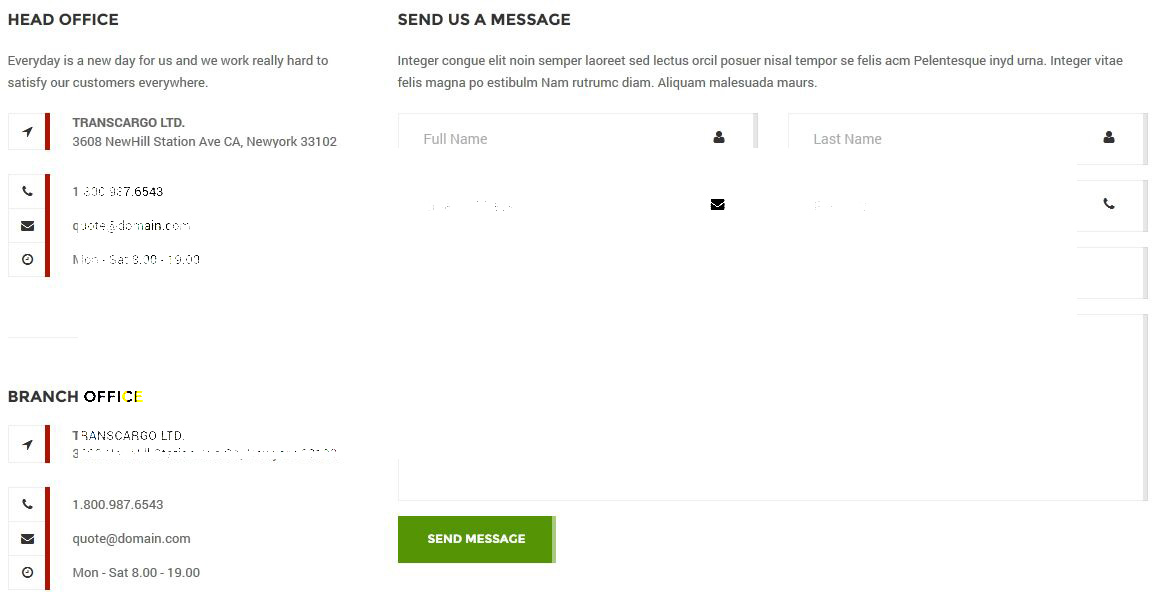 HEAD OFFICE
Everyday is a new day for us and we work really hard to
satisfy our customers everywhere.
TRANSCARGO LTD.
3608 NewHill Station Ave CA, Newyork 33102
1.800.987.6543
quote@domain.com
Mon - Sat 8.00 - 19.00
BRANCH OFFICE
TRANSCARGO LTD.
1.800.987.6543
quote@domain.com
Mon - Sat 8.00 - 19.00
SEND US A MESSAGE
Integer congue elit noin semper laoreet sed lectus orcil posuer nisal tempor se felis acm Pelentesque inyd urna. Integer vitae
felis magna po estibulm Nam rutrumc diam. Aliquam malesuada maurs.
Full Name
Last Name
SEND MESSAGE